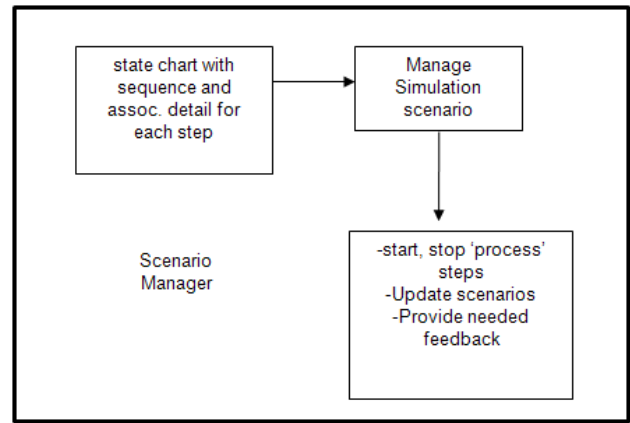 state chart with
sequence and
assoc. detail for
each step
Manage
Simulation
scenario
Scenario
Manager
-start, stop ‘process’
steps
-Update scenarios
-Provide needed
feedback